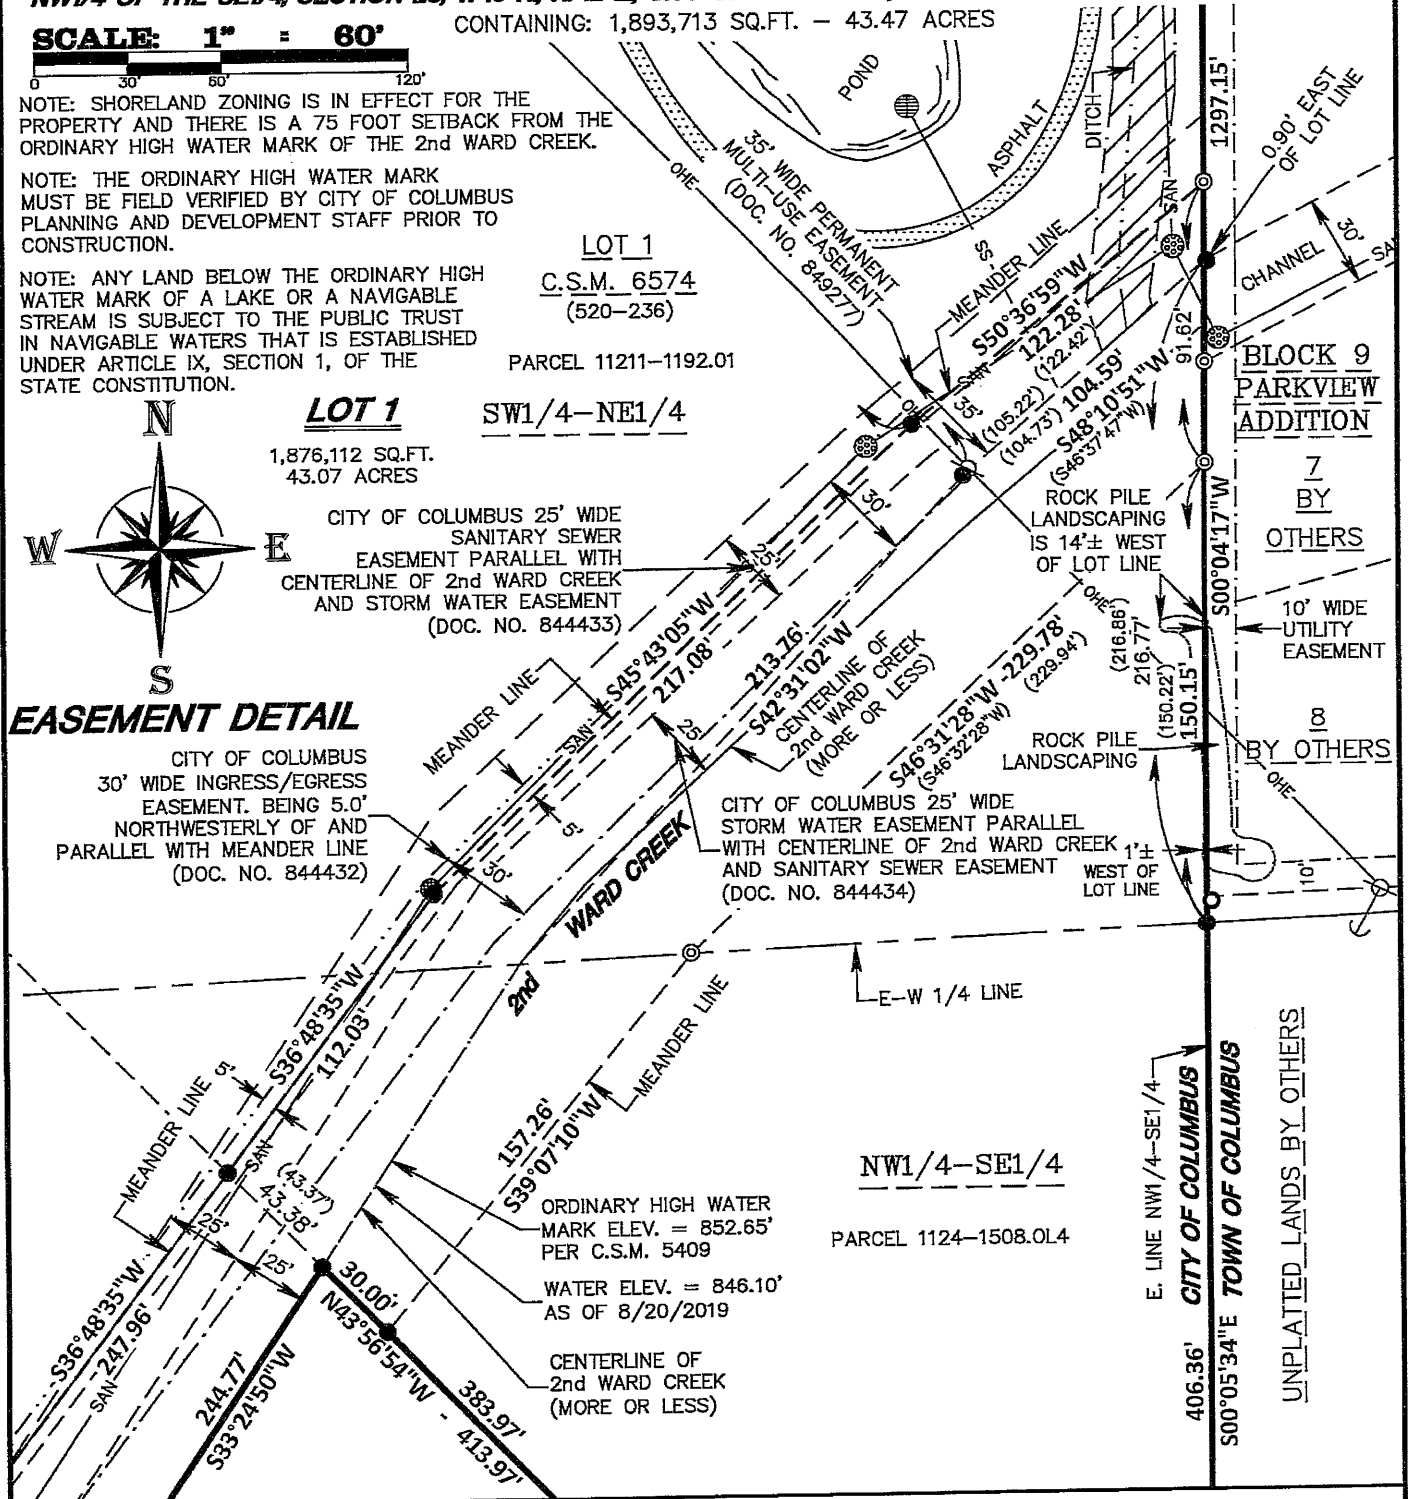 CONTAINING: 1,893,713 SQ.FT. – 43.47 ACRES
SCALE: 1" = 60'
0 30' 60' 120'
NOTE: SHORELAND ZONING IS IN EFFECT FOR THE
PROPERTY AND THERE IS A 75 FOOT SETBACK FROM THE
ORDINARY HIGH WATER MARK OF THE 2nd WARD CREEK.
NOTE: THE ORDINARY HIGH WATER MARK
MUST BE FIELD VERIFIED BY CITY OF COLUMBUS
PLANNING AND DEVELOPMENT STAFF PRIOR TO
CONSTRUCTION.
NOTE: ANY LAND BELOW THE ORDINARY HIGH
WATER MARK OF A LAKE OR A NAVIGABLE
STREAM IS SUBJECT TO THE PUBLIC TRUST
IN NAVIGABLE WATERS THAT IS ESTABLISHED
UNDER ARTICLE IX, SECTION 1, OF THE
STATE CONSTITUTION.
LOT 1
C.S.M. 6574
(520-236)
PARCEL 11211-1192.01
LOT 1
SW1/4-NE1/4
1,876,112 SQ.FT.
43.07 ACRES
N
W
E
S
POND
OHE
35' WIDE PERMANENT
MULTI-USE EASEMENT
(DOC. NO. 849277)
SS
ASPHALT
DITCH
SAN
1297.15'
0.90' EAST
OF LOT LINE
30'
CHANNEL
SAN
MEANDER LINE
S50°36'59"W
122.28'
(122.42')
SAN
35'
(105.22')
(104.73') 104.59'
S48°10'51"W
(S46°37'47"W)
91.62'
BLOCK 9
PARKVIEW
ADDITION
7
BY
OTHERS
ROCK PILE
LANDSCAPING
IS 14'± WEST
OF LOT LINE
S00°04'17"W
10' WIDE
UTILITY
EASEMENT
8
BY OTHERS
OHE
(216.86')
216.77'
(150.22')
150.15'
ROCK PILE
LANDSCAPING
OHE
1'±
WEST OF
LOT LINE
10'
CITY OF COLUMBUS 25' WIDE
SANITARY SEWER
EASEMENT PARALLEL WITH
CENTERLINE OF 2nd WARD CREEK
AND STORM WATER EASEMENT
(DOC. NO. 844433)
25'
30'
S45°43'05"W
217.08'
213.76'
S42°31'02"W
CENTERLINE OF
2nd WARD CREEK
(MORE OR LESS)
S46°31'28"W -229.78'
(S46°32'28"W)
(229.94')
MEANDER LINE
SAN
25'
5'
30'
EASEMENT DETAIL
CITY OF COLUMBUS
30' WIDE INGRESS/EGRESS
EASEMENT. BEING 5.0'
NORTHWESTERLY OF AND
PARALLEL WITH MEANDER LINE
(DOC. NO. 844432)
CITY OF COLUMBUS 25' WIDE
STORM WATER EASEMENT PARALLEL
WITH CENTERLINE OF 2nd WARD CREEK
AND SANITARY SEWER EASEMENT
(DOC. NO. 844434)
2nd WARD CREEK
E-W 1/4 LINE
MEANDER LINE
S36°48'35"W
112.03'
157.26'
S39°07'10"W
MEANDER LINE
5'
SAN
(43.37')
43.38'
25'
25'
30.00'
N43°56'54"W - 413.97'
383.97'
ORDINARY HIGH WATER
MARK ELEV. = 852.65'
PER C.S.M. 5409
WATER ELEV. = 846.10'
AS OF 8/20/2019
CENTERLINE OF
2nd WARD CREEK
(MORE OR LESS)
NW1/4-SE1/4
PARCEL 1124-1508.OL4
S36°48'35"W
247.96'
SAN
244.77'
S33°24'50"W
E. LINE NW1/4-SE1/4
CITY OF COLUMBUS
TOWN OF COLUMBUS
406.36'
S00°05'34"E
UNPLATTED LANDS BY OTHERS